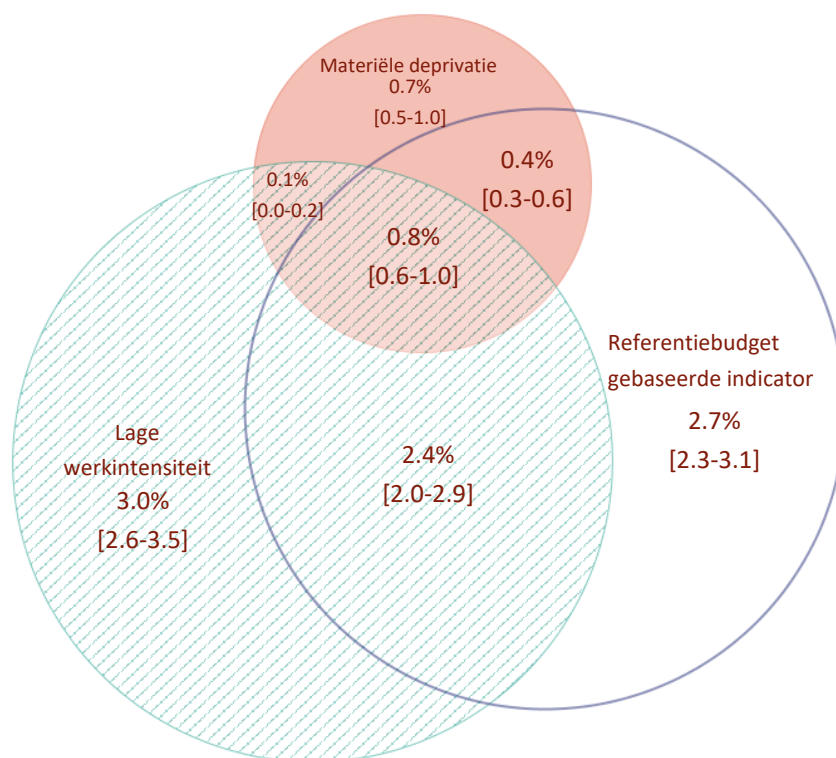 Materiële deprivatie
0.7%
[0.5-1.0]
0.4%
[0.3-0.6]
0.1%
[0.0-0.2]
0.8%
[0.6-1.0]
Referentiebudget
gebaseerde indicator
2.7%
[2.3-3.1]
Lage
werkintensiteit
3.0%
[2.6-3.5]
2.4%
[2.0-2.9]